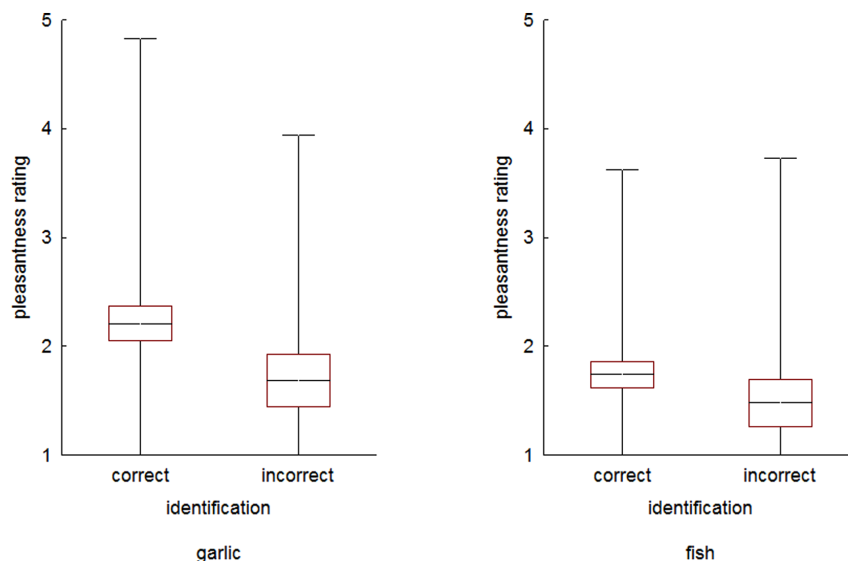 5
4
3
2
1
pleasantness rating
correct
incorrect
identification
garlic
5
4
3
2
1
pleasantness rating
correct
incorrect
identification
fish